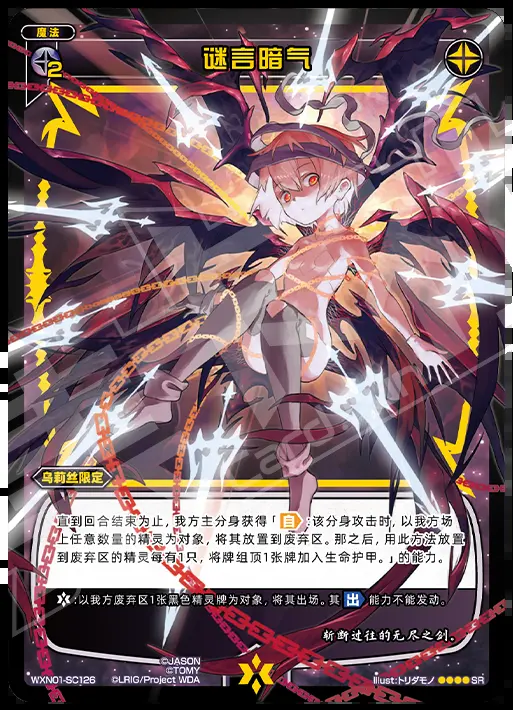 魔法
谜言暗气
2
乌莉丝限定
直到回合结束为止，我方主分身获得「自：该分身攻击时，以我方场
上任意数量的精灵为对象，将其放置到废弃区。那之后，用此方法放置
到废弃区的精灵每有1只，将牌组顶1张牌加入生命护甲。」的能力。
：以我方废弃区1张黑色精灵牌为对象，将其出场。其 出 能力不能发动。
斩断过往的无尽之剑。
©JASON
©TOMY
WXN01-SC126 ©LRIG/Project WDA Illust:トリダモノ SR